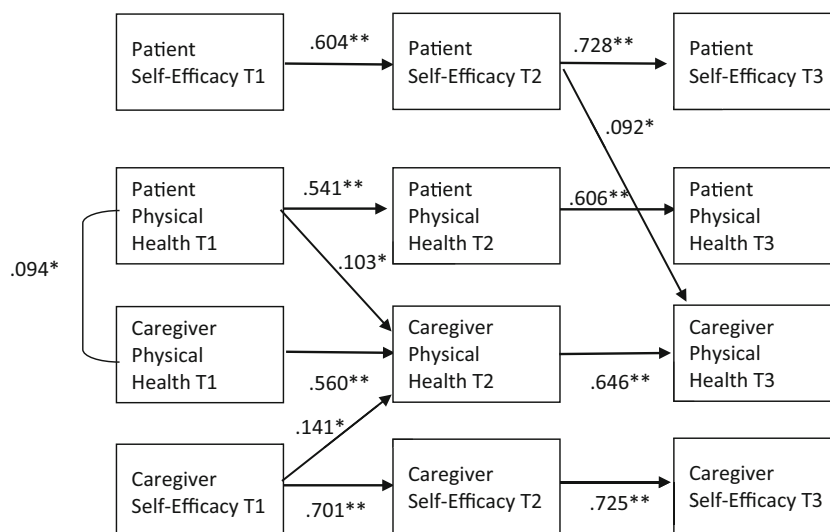 Patient
Self-Efficacy T1
.604**
Patient
Self-Efficacy T2
.728**
Patient
Self-Efficacy T3
.092*
Patient
Physical
Health T1
.541**
Patient
Physical
Health T2
.606**
Patient
Physical
Health T3
.094*
.103*
Caregiver
Physical
Health T1
.560**
Caregiver
Physical
Health T2
.646**
Caregiver
Physical
Health T3
.141*
Caregiver
Self-Efficacy T1
.701**
Caregiver
Self-Efficacy T2
.725**
Caregiver
Self-Efficacy T3